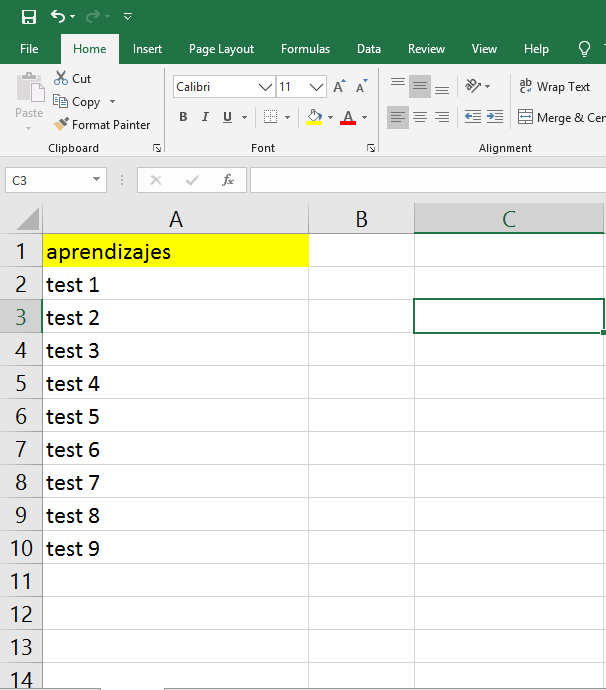 File Home Insert Page Layout Formulas Data Review View Help
Cut
Copy
Format Painter
Paste
Clipboard
Calibri 11 A A
B I U A
Font
ab Wrap Text
Merge & Cen
Alignment
C3 fx
A B C
1 aprendizajes
2 test 1
3 test 2
4 test 3
5 test 4
6 test 5
7 test 6
8 test 7
9 test 8
10 test 9
11
12
13
14